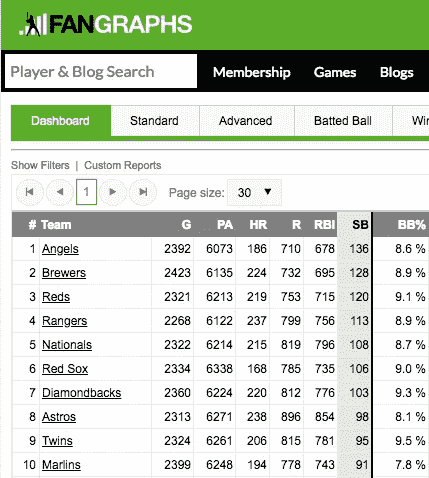 FANGRAPHS
Player & Blog Search Membership Games Blogs
Dashboard Standard Advanced Batted Ball Wi
Show Filters | Custom Reports
1 Page size: 30
# Team G PA HR R RBI SB BB%
1 Angels 2392 6073 186 710 678 136 8.6 %
2 Brewers 2423 6135 224 732 695 128 8.9 %
3 Reds 2321 6213 219 753 715 120 9.1 %
4 Rangers 2268 6122 237 799 756 113 8.9 %
5 Nationals 2322 6214 215 819 796 108 8.7 %
6 Red Sox 2334 6338 168 785 735 106 9.0 %
7 Diamondbacks 2360 6224 220 812 776 103 9.3 %
8 Astros 2313 6271 238 896 854 98 8.1 %
9 Twins 2324 6261 206 815 781 95 9.5 %
10 Marlins 2399 6248 194 778 743 91 7.8 %